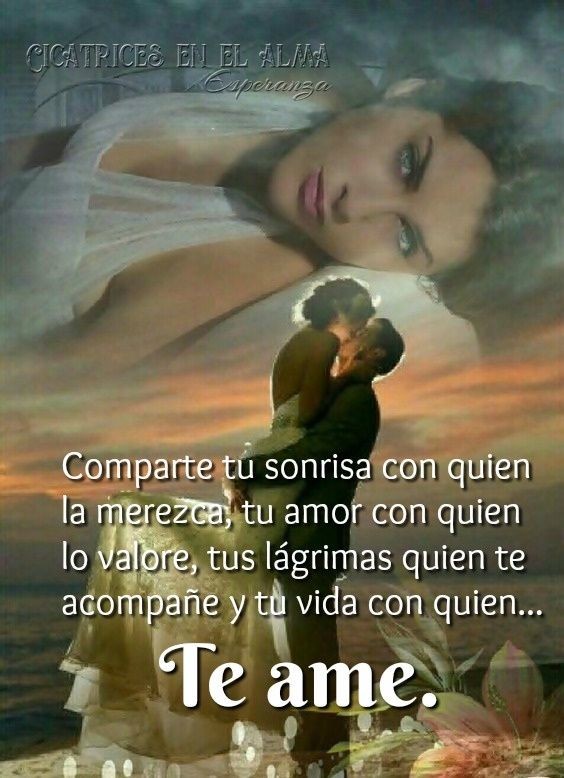 CICATRICES EN EL ALMA
Esperanza
Comparte tu sonrisa con quien
la merezca, tu amor con quien
lo valore, tus lágrimas quien te
acompañe y tu vida con quien...
Te ame.